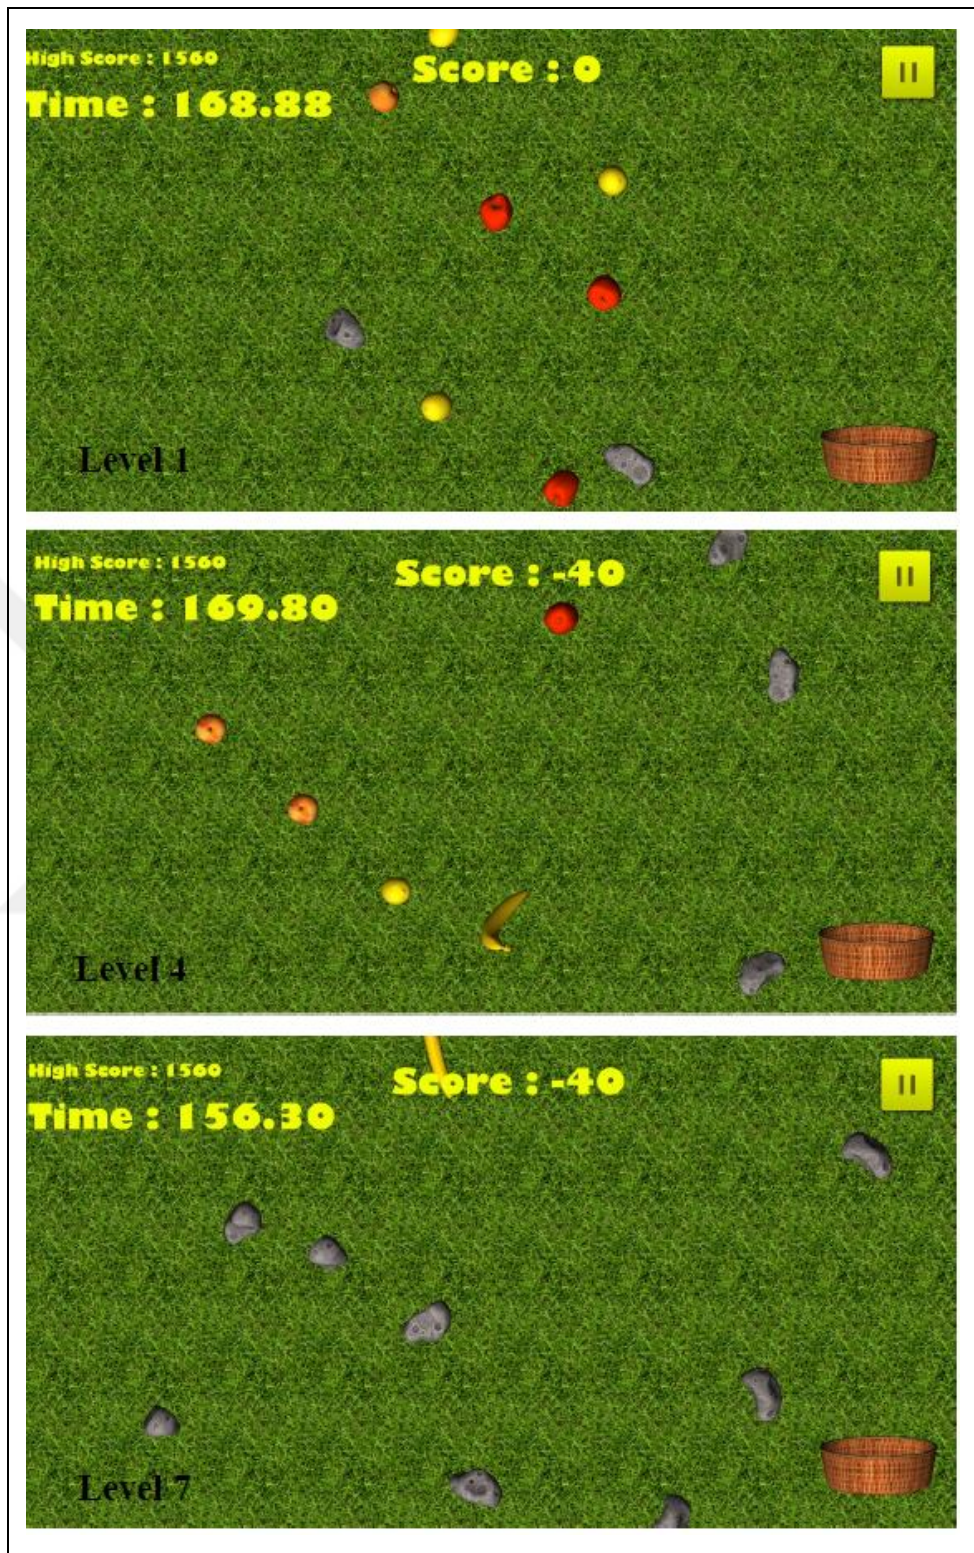 High Score : 1560
Score : 0
Time : 168.88
Level 1
High Score : 1560
Score : -40
Time : 169.80
Level 4
High Score : 1560
Score : -40
Time : 156.30
Level 7